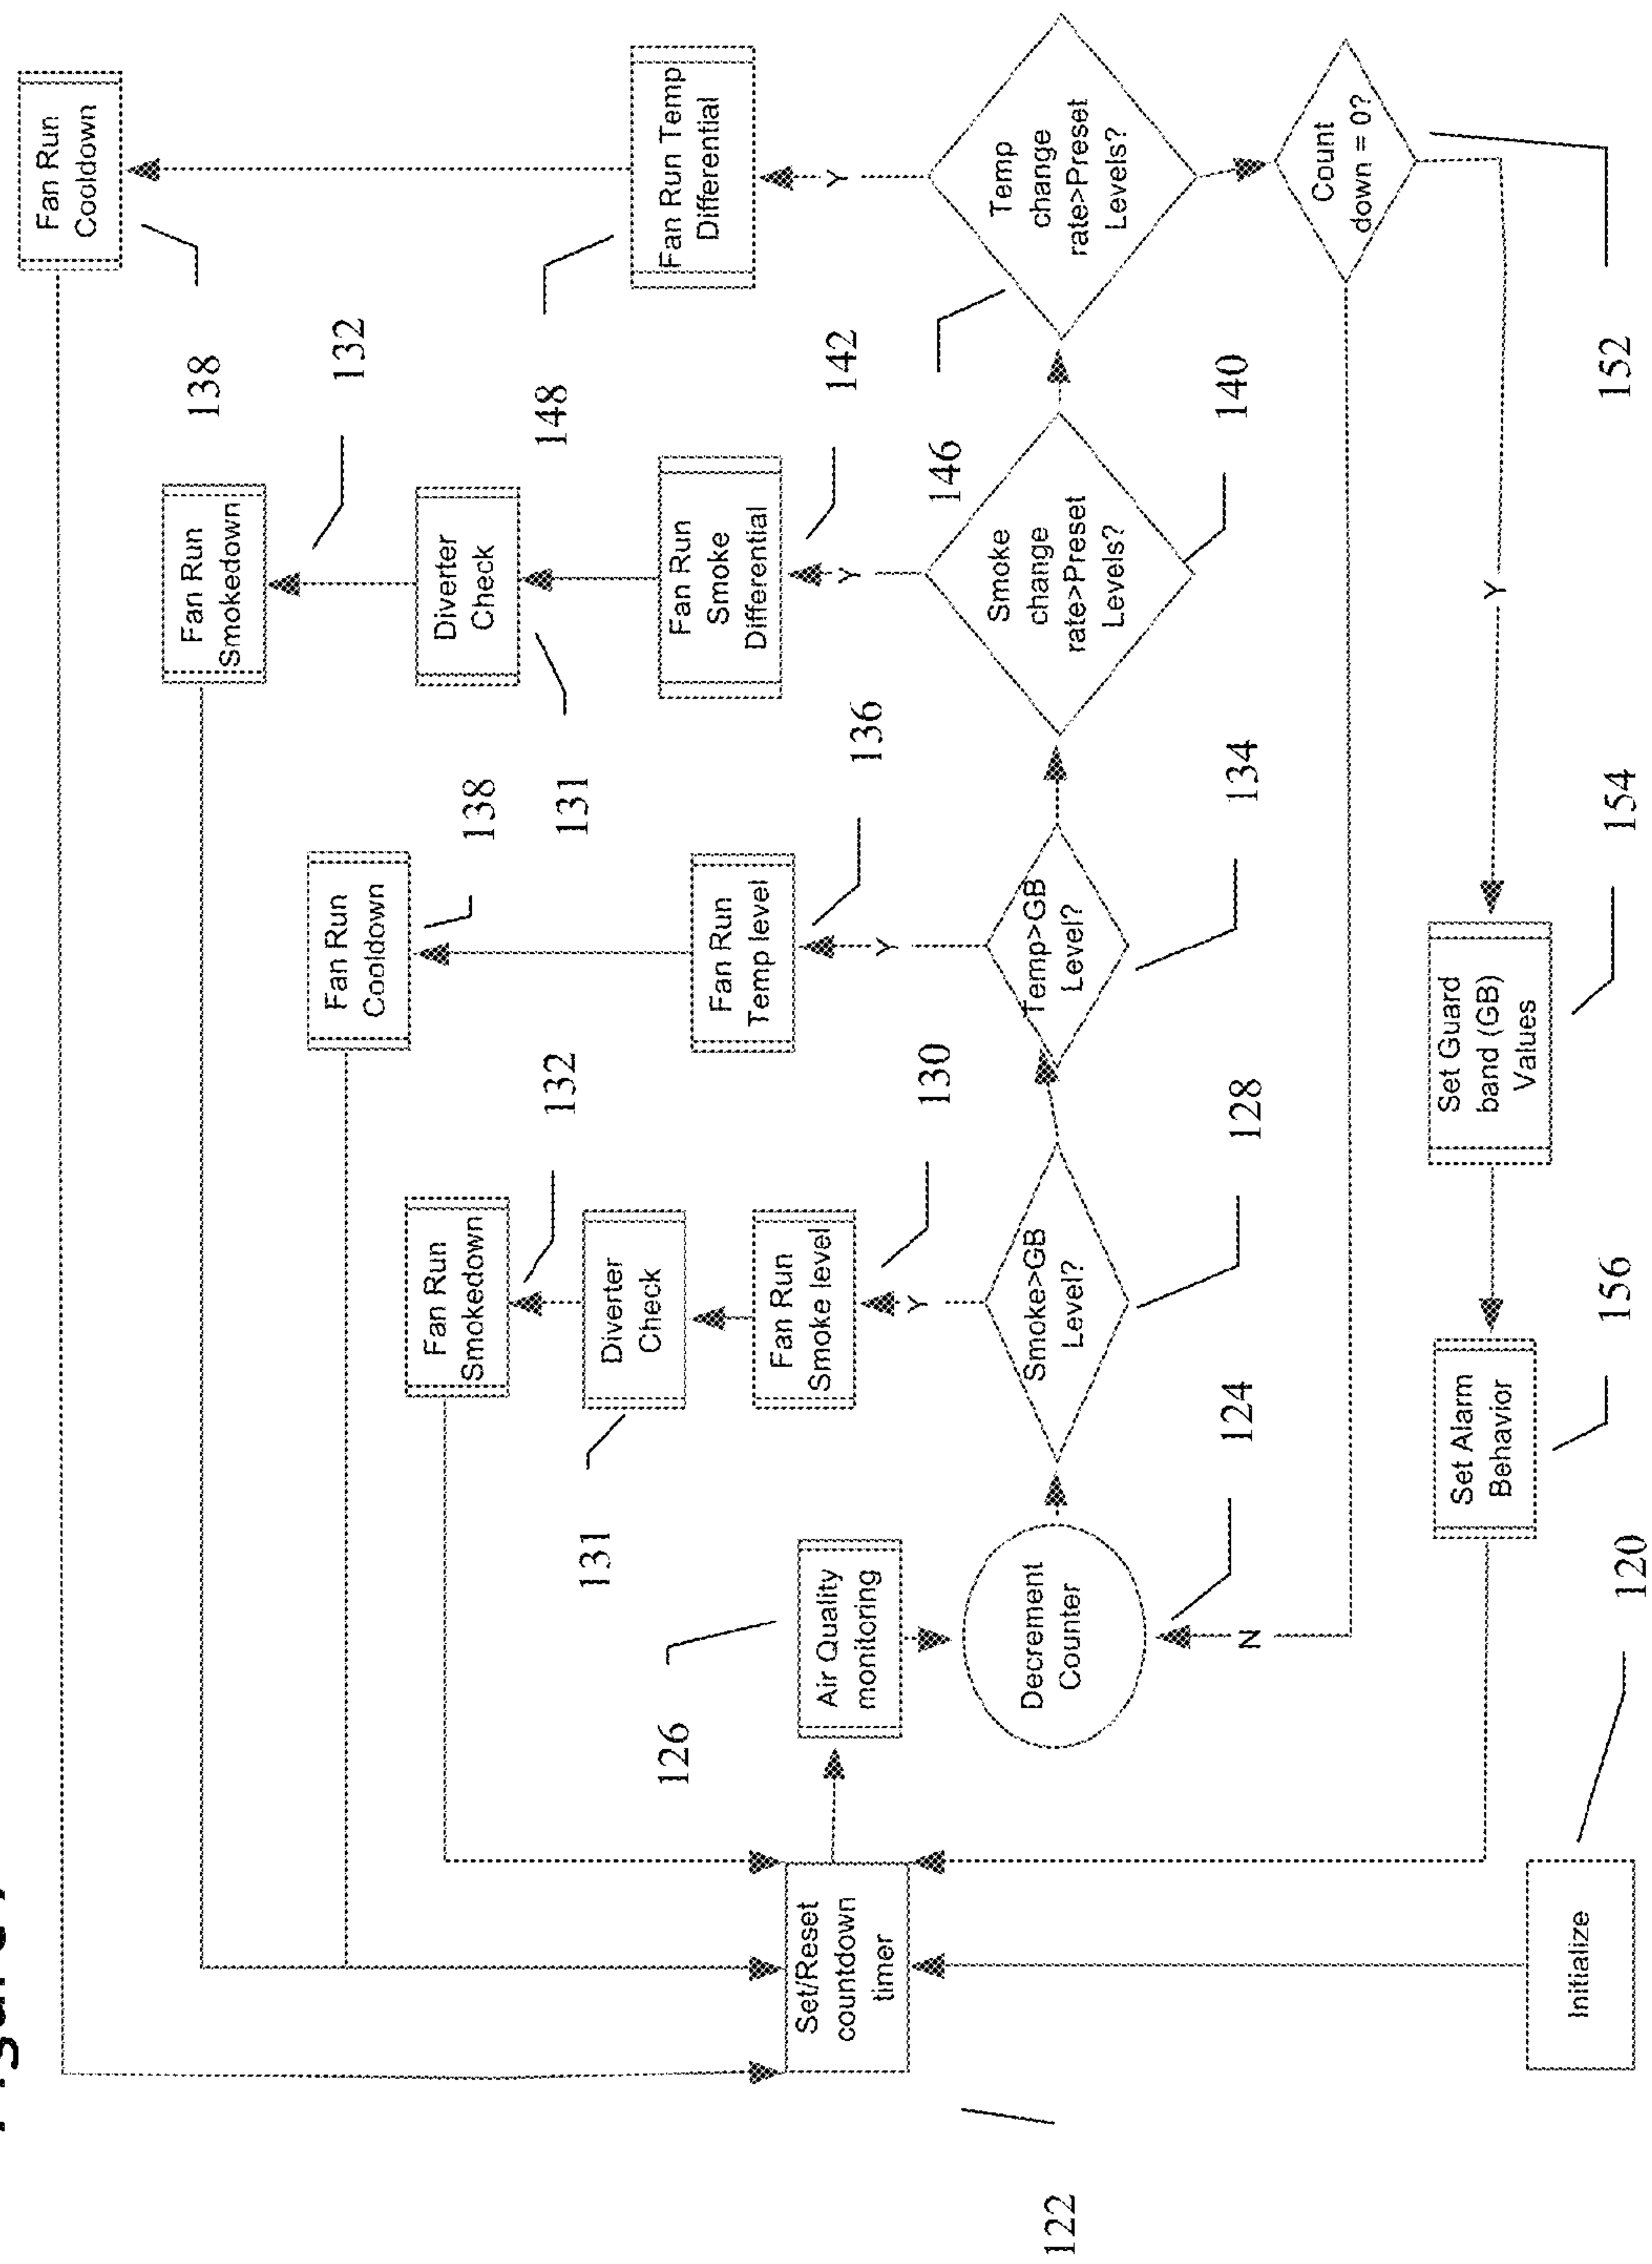 Fan Run
Cooldown
138
Fan Run
Smokedown
132
Fan Run
Cooldown
138
Fan Run
Smokedown
132
Diverter
Check
131
148
Diverter
Check
131
Fan Run Temp
Differential
Fan Run
Smoke
Differential
142
Fan Run
Temp level
136
Fan Run
Smoke level
130
126
Air Quality
monitoring
Set/Reset
countdown
timer
122
Decrement
Counter
124
Smoke>GB
Level?
128
Y
Temp>GB
Level?
134
Y
Smoke
change
rate>Preset
Levels?
140
Y
146
Temp
change
rate>Preset
Levels?
Y
Count
down = 0?
152
N
Y
Set Guard
band (GB)
Values
154
Set Alarm
Behavior
156
Initialize
120